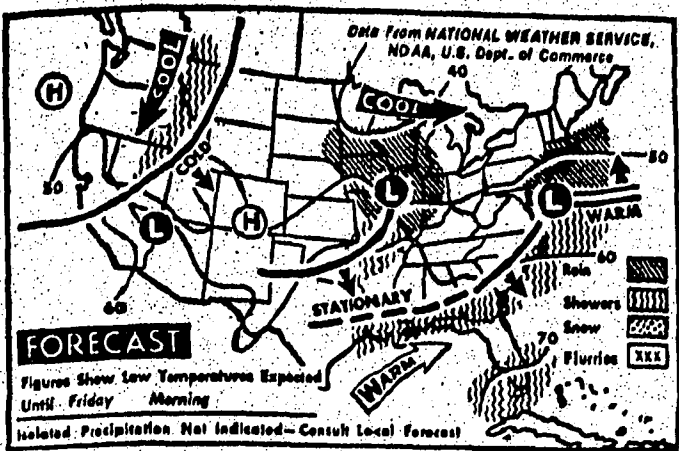 Data From NATIONAL WEATHER SERVICE,
NOAA, U.S. Dept. of Commerce
40
H
COOL
COOL
COLD
50
50
L
L
L
H
WARM
60
60
STATIONARY
WARM
70
Rain
Showers
Snow
Flurries XXX
FORECAST
Figures Show Low Temperatures Expected
Until Friday Morning
Isolated Precipitation Not Indicated—Consult Local Forecast